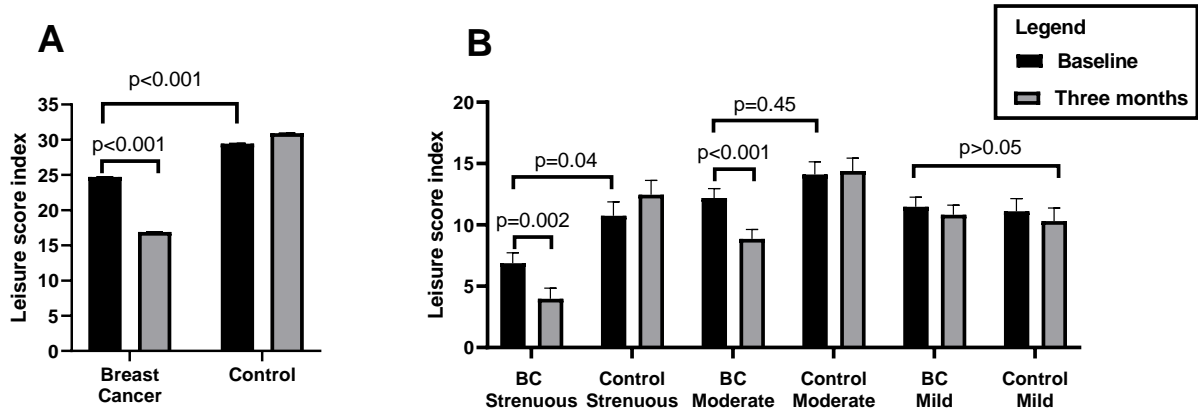 A
p<0.001
p<0.001
Leisure score index
35
30
25
20
15
10
5
0
Breast
Cancer
Control
B
p=0.45
p<0.001
p=0.04
p=0.002
p>0.05
Leisure score index
20
15
10
5
0
BC
Strenuous
Control
Strenuous
BC
Moderate
Control
Moderate
BC
Mild
Control
Mild
Legend
Baseline
Three months